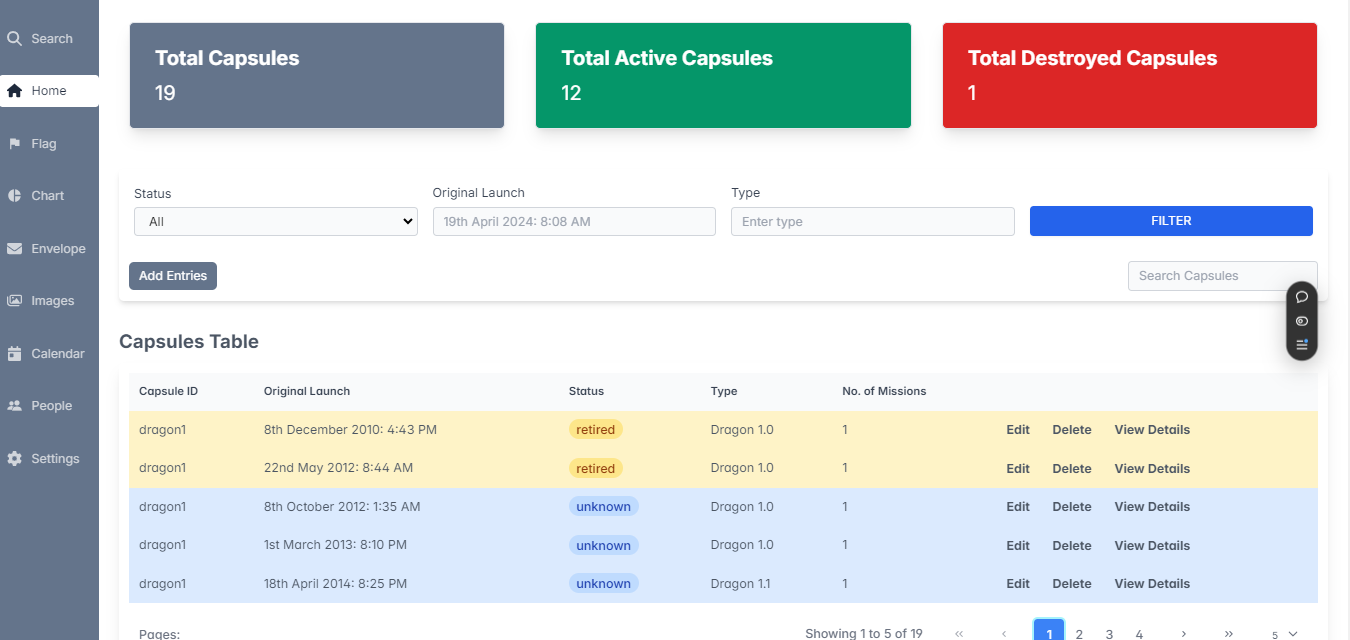 Search
Home
Flag
Chart
Envelope
Images
Calendar
People
Settings
Total Capsules
19
Total Active Capsules
12
Total Destroyed Capsules
1
Status
All
Original Launch
19th April 2024: 8:08 AM
Type
Enter type
FILTER
Add Entries
Search Capsules
Capsules Table
Capsule ID Original Launch Status Type No. of Missions
dragon1 8th December 2010: 4:43 PM retired Dragon 1.0 1 Edit Delete View Details
dragon1 22nd May 2012: 8:44 AM retired Dragon 1.0 1 Edit Delete View Details
dragon1 8th October 2012: 1:35 AM unknown Dragon 1.0 1 Edit Delete View Details
dragon1 1st March 2013: 8:10 PM unknown Dragon 1.0 1 Edit Delete View Details
dragon1 18th April 2014: 8:25 PM unknown Dragon 1.1 1 Edit Delete View Details
Pages: Showing 1 to 5 of 19 « ‹ 1 2 3 4 › » 5